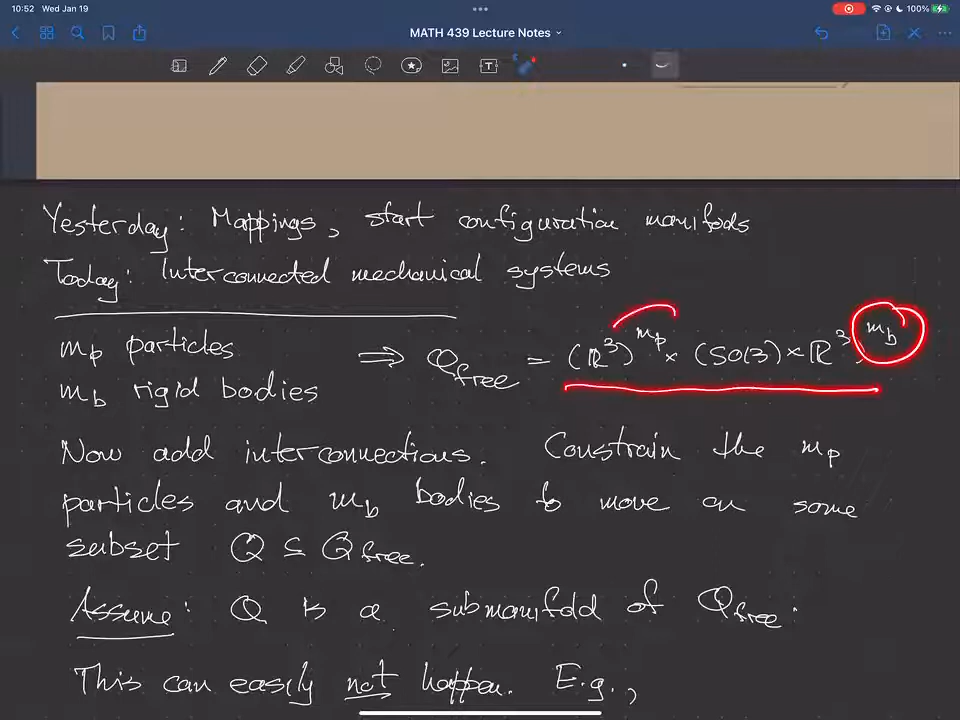 10:52 Wed Jan 19
100%
MATH 439 Lecture Notes
Yesterday: Mappings, start configuration manifods
Today: Interconnected mechanical systems
m_p particles
m_b rigid bodies
⇒ Q_free = (ℝ³)^m_p × (SO(3) × ℝ³)^m_b
Now add interconnections. Constrain the m_p
particles and m_b bodies to move on some
subset Q ⊆ Q_free.
Assume: Q is a submanifold of Q_free.
This can easily not happen. E.g.,